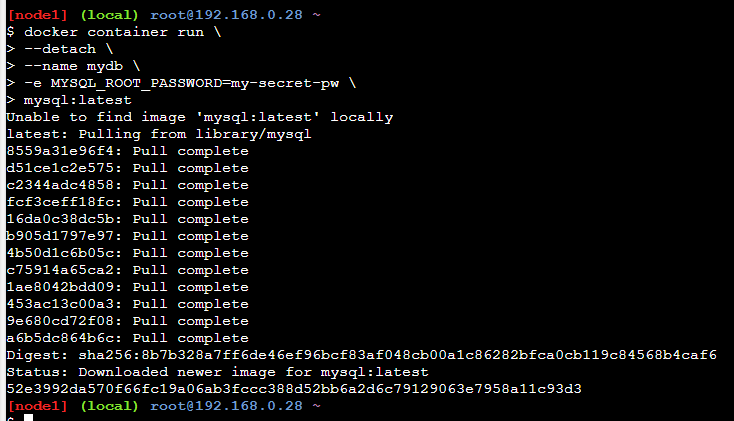 [node1] (local) root@192.168.0.28 ~
$ docker container run \
> --detach \
> --name mydb \
> -e MYSQL_ROOT_PASSWORD=my-secret-pw \
> mysql:latest
Unable to find image 'mysql:latest' locally
latest: Pulling from library/mysql
8559a31e96f4: Pull complete
d51ce1c2e575: Pull complete
c2344adc4858: Pull complete
fcf3ceff18fc: Pull complete
16da0c38dc5b: Pull complete
b905d1797e97: Pull complete
4b50d1c6b05c: Pull complete
c75914a65ca2: Pull complete
1ae8042bdd09: Pull complete
453ac13c00a3: Pull complete
9e680cd72f08: Pull complete
a6b5dc864b6c: Pull complete
Digest: sha256:8b7b328a7ff6de46ef96bcf83af048cb00a1c86282bfca0cb119c84568b4caf6
Status: Downloaded newer image for mysql:latest
52e3992da570f66fc19a06ab3fccc388d52bb6a2d6c79129063e7958a11c93d3
[node1] (local) root@192.168.0.28 ~
$